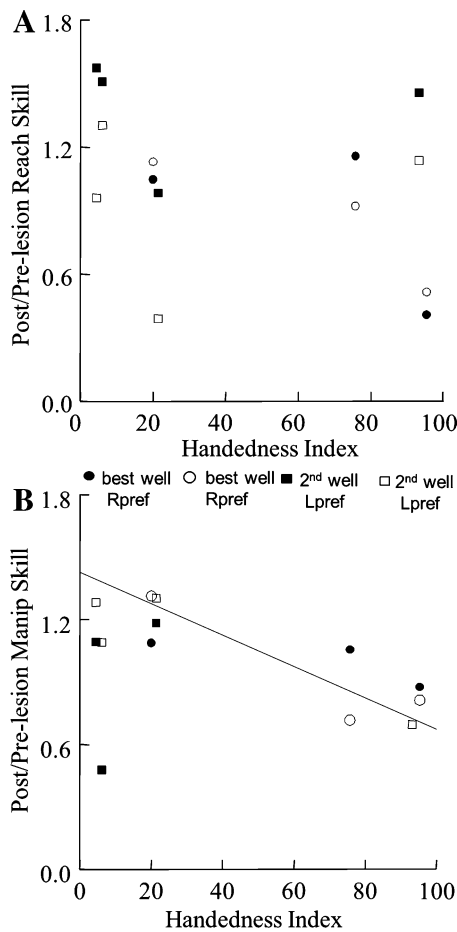 A
1.8
1.2
0.6
0.0
Post/Pre-lesion Reach Skill
0 20 40 60 80 100
Handedness Index
best well Rpref best well Rpref 2nd well Lpref 2nd well Lpref
B
1.8
1.2
0.6
0.0
Post/Pre-lesion Manip Skill
0 20 40 60 80 100
Handedness Index